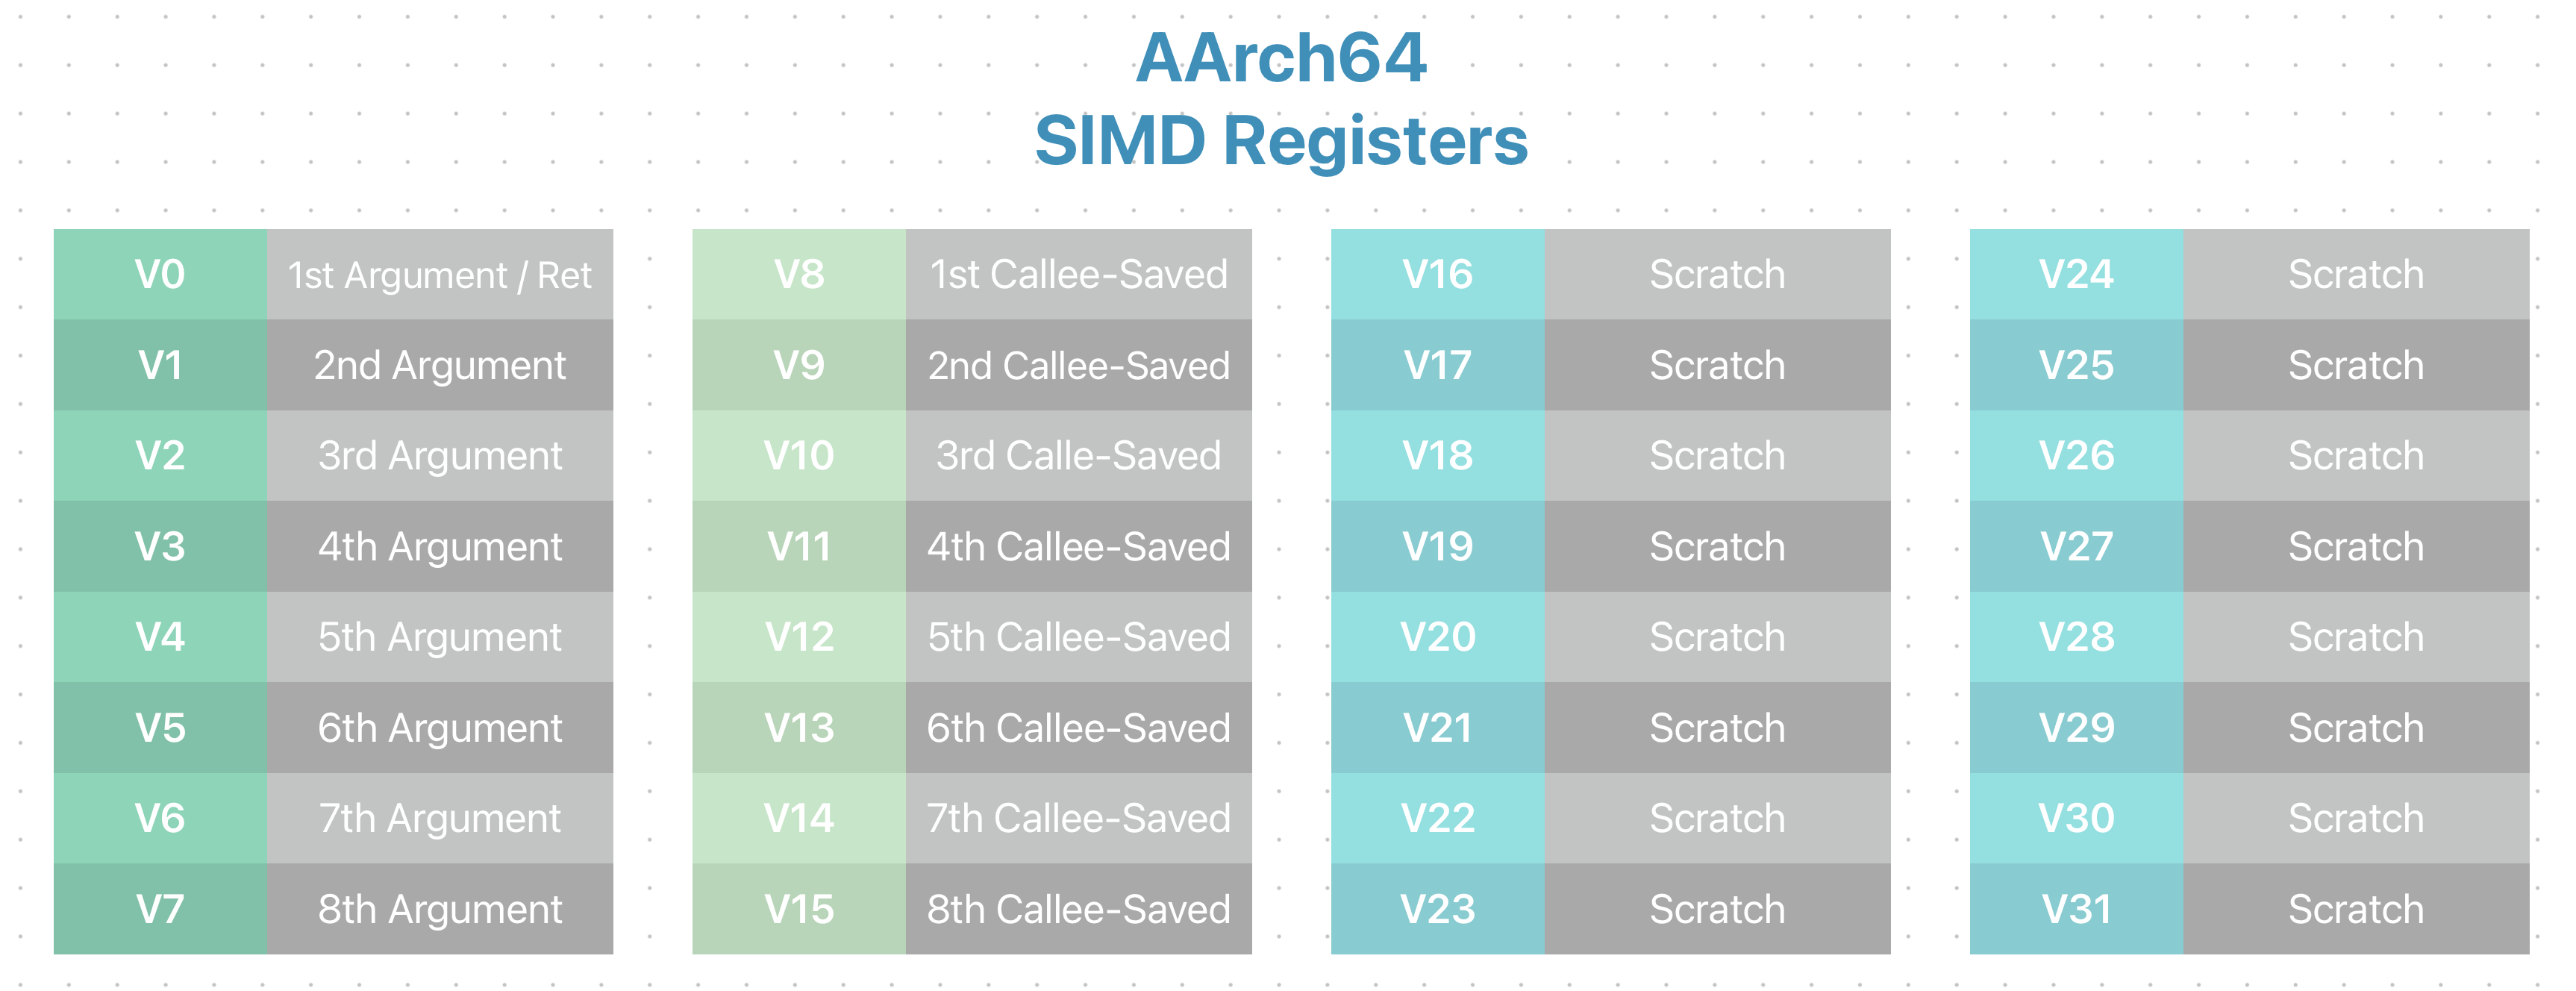 AArch64
SIMD Registers
V0 1st Argument / Ret
V1 2nd Argument
V2 3rd Argument
V3 4th Argument
V4 5th Argument
V5 6th Argument
V6 7th Argument
V7 8th Argument
V8 1st Callee-Saved
V9 2nd Callee-Saved
V10 3rd Calle-Saved
V11 4th Callee-Saved
V12 5th Callee-Saved
V13 6th Callee-Saved
V14 7th Callee-Saved
V15 8th Callee-Saved
V16 Scratch
V17 Scratch
V18 Scratch
V19 Scratch
V20 Scratch
V21 Scratch
V22 Scratch
V23 Scratch
V24 Scratch
V25 Scratch
V26 Scratch
V27 Scratch
V28 Scratch
V29 Scratch
V30 Scratch
V31 Scratch